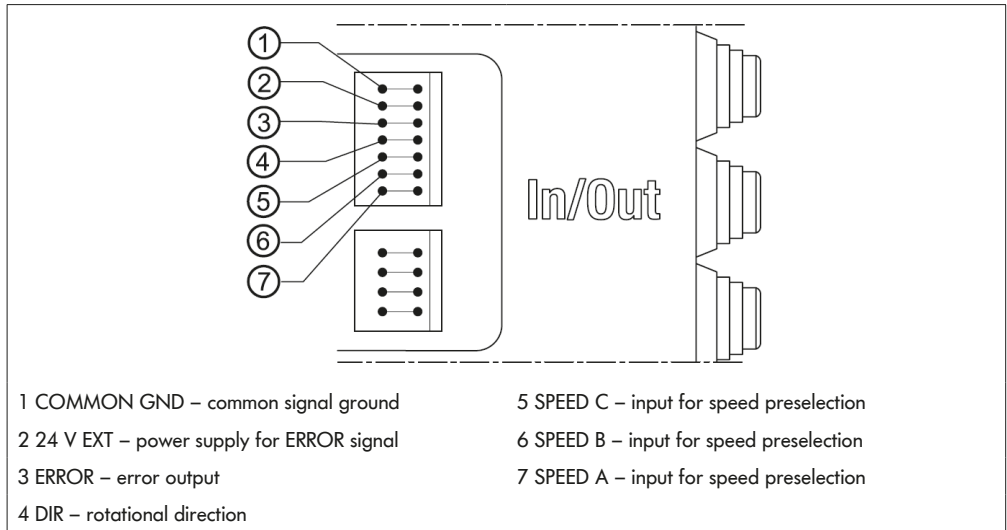 1
2
3
4
5
6
7
In/Out
1 COMMON GND – common signal ground
2 24 V EXT – power supply for ERROR signal
3 ERROR – error output
4 DIR – rotational direction
5 SPEED C – input for speed preselection
6 SPEED B – input for speed preselection
7 SPEED A – input for speed preselection